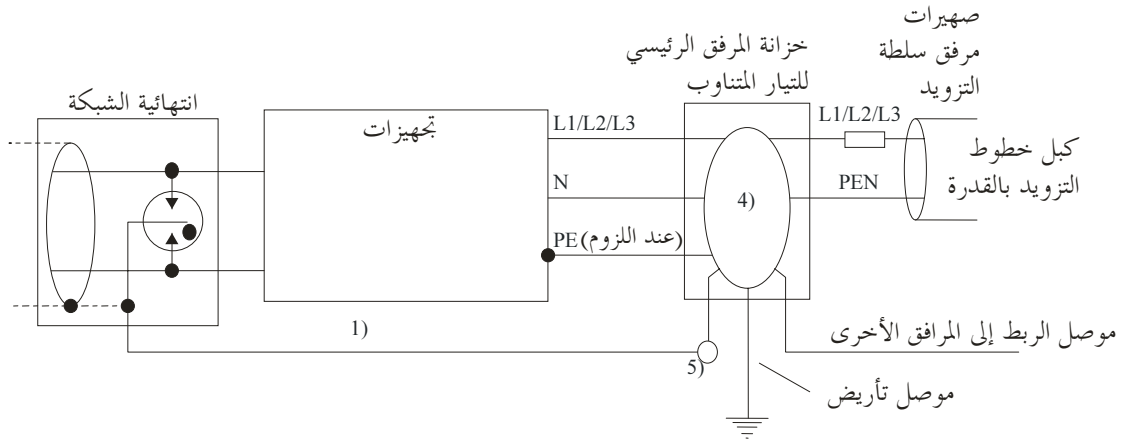 صهيرات
مرفق سلطة
التزويد
خزانة المرفق الرئيسي
للتيار المتناوب
انتهائية الشبكة
تجهيزات
L1/L2/L3
L1/L2/L3
كبل خطوط
التزويد بالقدرة
N
PEN
4)
PE (عند اللزوم)
1)
5)
موصل الربط إلى المرافق الأخرى
موصل تأريض